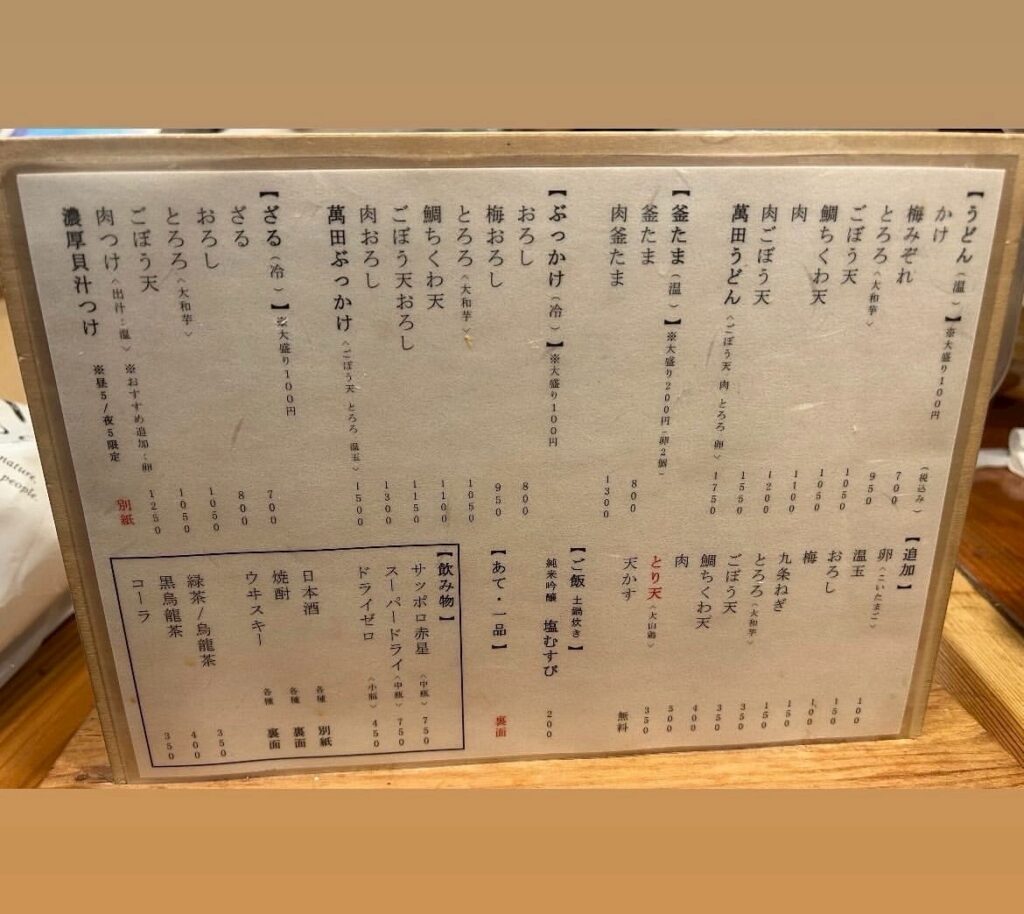 【うどん（温）】※大盛り100円
（税込み）
かけ 700
梅みぞれ 950
とろろ（大和芋） 1050
ごぼう天 1050
鯛ちくわ天 1100
肉 1200
肉ごぼう天 1550
萬田うどん（ごぼう天 肉 とろろ 卵） 1750
【釜たま（温）】※大盛り200円（卵2個）
釜たま 800
肉釜たま 1300
【ぶっかけ（冷）】※大盛り100円
おろし 800
梅おろし 950
とろろ（大和芋） 1050
鯛ちくわ天 1100
ごぼう天おろし 1150
肉おろし 1300
萬田ぶっかけ（ごぼう天 とろろ 温玉） 1500
【ざる（冷）】※大盛り100円
ざる 700
おろし 800
とろろ（大和芋） 1050
ごぼう天 1050
肉つけ（出汁：温）※おすすめ追加（卵） 1250
濃厚貝汁つけ ※昼5/夜5限定 別紙
【追加】
卵（こいたまご） 100
温玉 150
おろし 100
梅 150
九条ねぎ 150
とろろ（大和芋） 350
ごぼう天 350
鯛ちくわ天 400
肉 500
とり天（大山鶏） 350
天かす 無料
【ご飯 土鍋炊き】
純米吟醸 塩むすび 200
【あて・一品】 裏面
【飲み物】
サッポロ赤星（中瓶） 750
スーパードライ（中瓶） 750
ドライゼロ（小瓶） 450
日本酒 各種 別紙
焼酎 各種 裏面
ウヰスキー 各種 裏面
緑茶/烏龍茶 350
黒烏龍茶 400
コーラ 350
nature,
people,